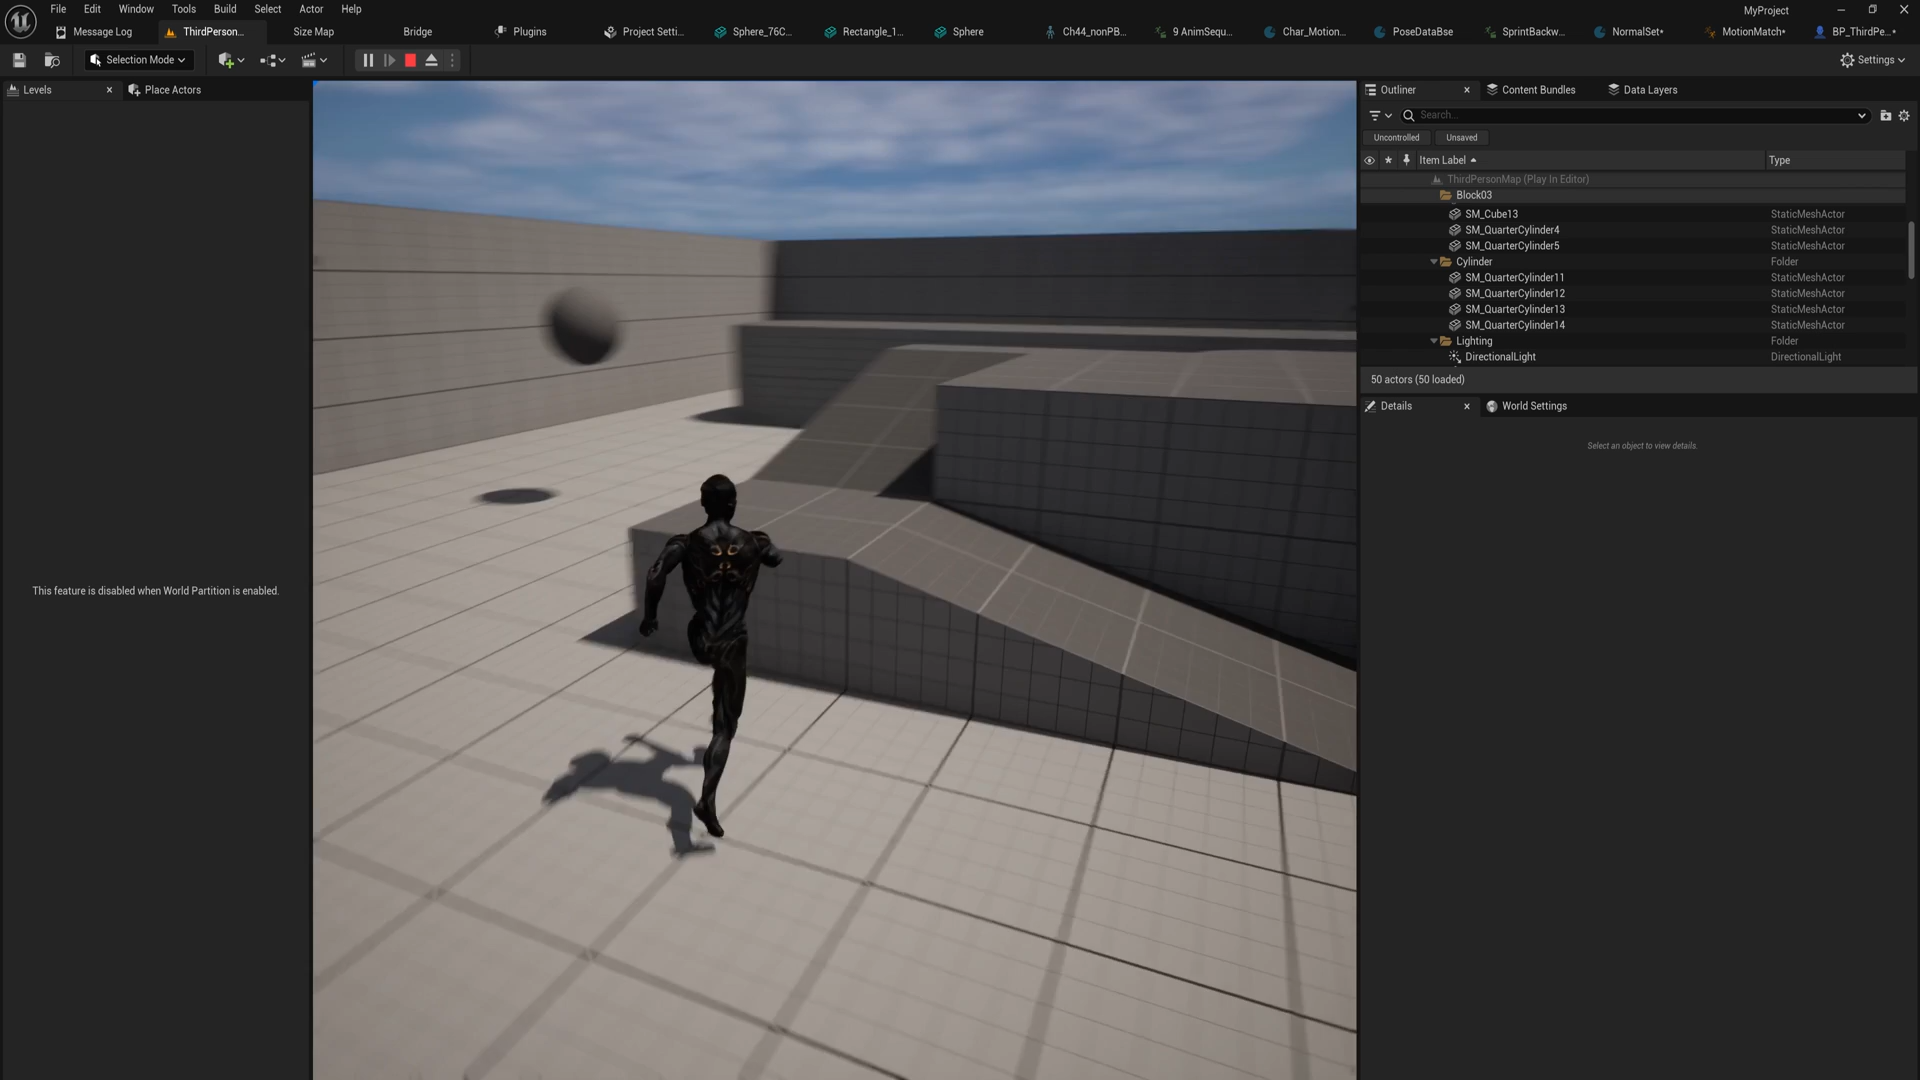 File Edit Window Tools Build Select Actor Help
MyProject
Message Log ThirdPerson... Size Map Bridge Plugins Project Setti... Sphere_76C... Rectangle_1... Sphere Ch44_nonPB... 9 AnimSequ... Char_Motion... PoseDataBse SprintBackw... NormalSet* MotionMatch* BP_ThirdPe...*
Selection Mode
Settings
Levels
Place Actors
This feature is disabled when World Partition is enabled.
Outliner Content Bundles Data Layers
Search...
Uncontrolled Unsaved
Item Label Type
ThirdPersonMap (Play In Editor)
Block03
SM_Cube13 StaticMeshActor
SM_QuarterCylinder4 StaticMeshActor
SM_QuarterCylinder5 StaticMeshActor
Cylinder Folder
SM_QuarterCylinder11 StaticMeshActor
SM_QuarterCylinder12 StaticMeshActor
SM_QuarterCylinder13 StaticMeshActor
SM_QuarterCylinder14 StaticMeshActor
Lighting Folder
DirectionalLight DirectionalLight
50 actors (50 loaded)
Details World Settings
Select an object to view details.